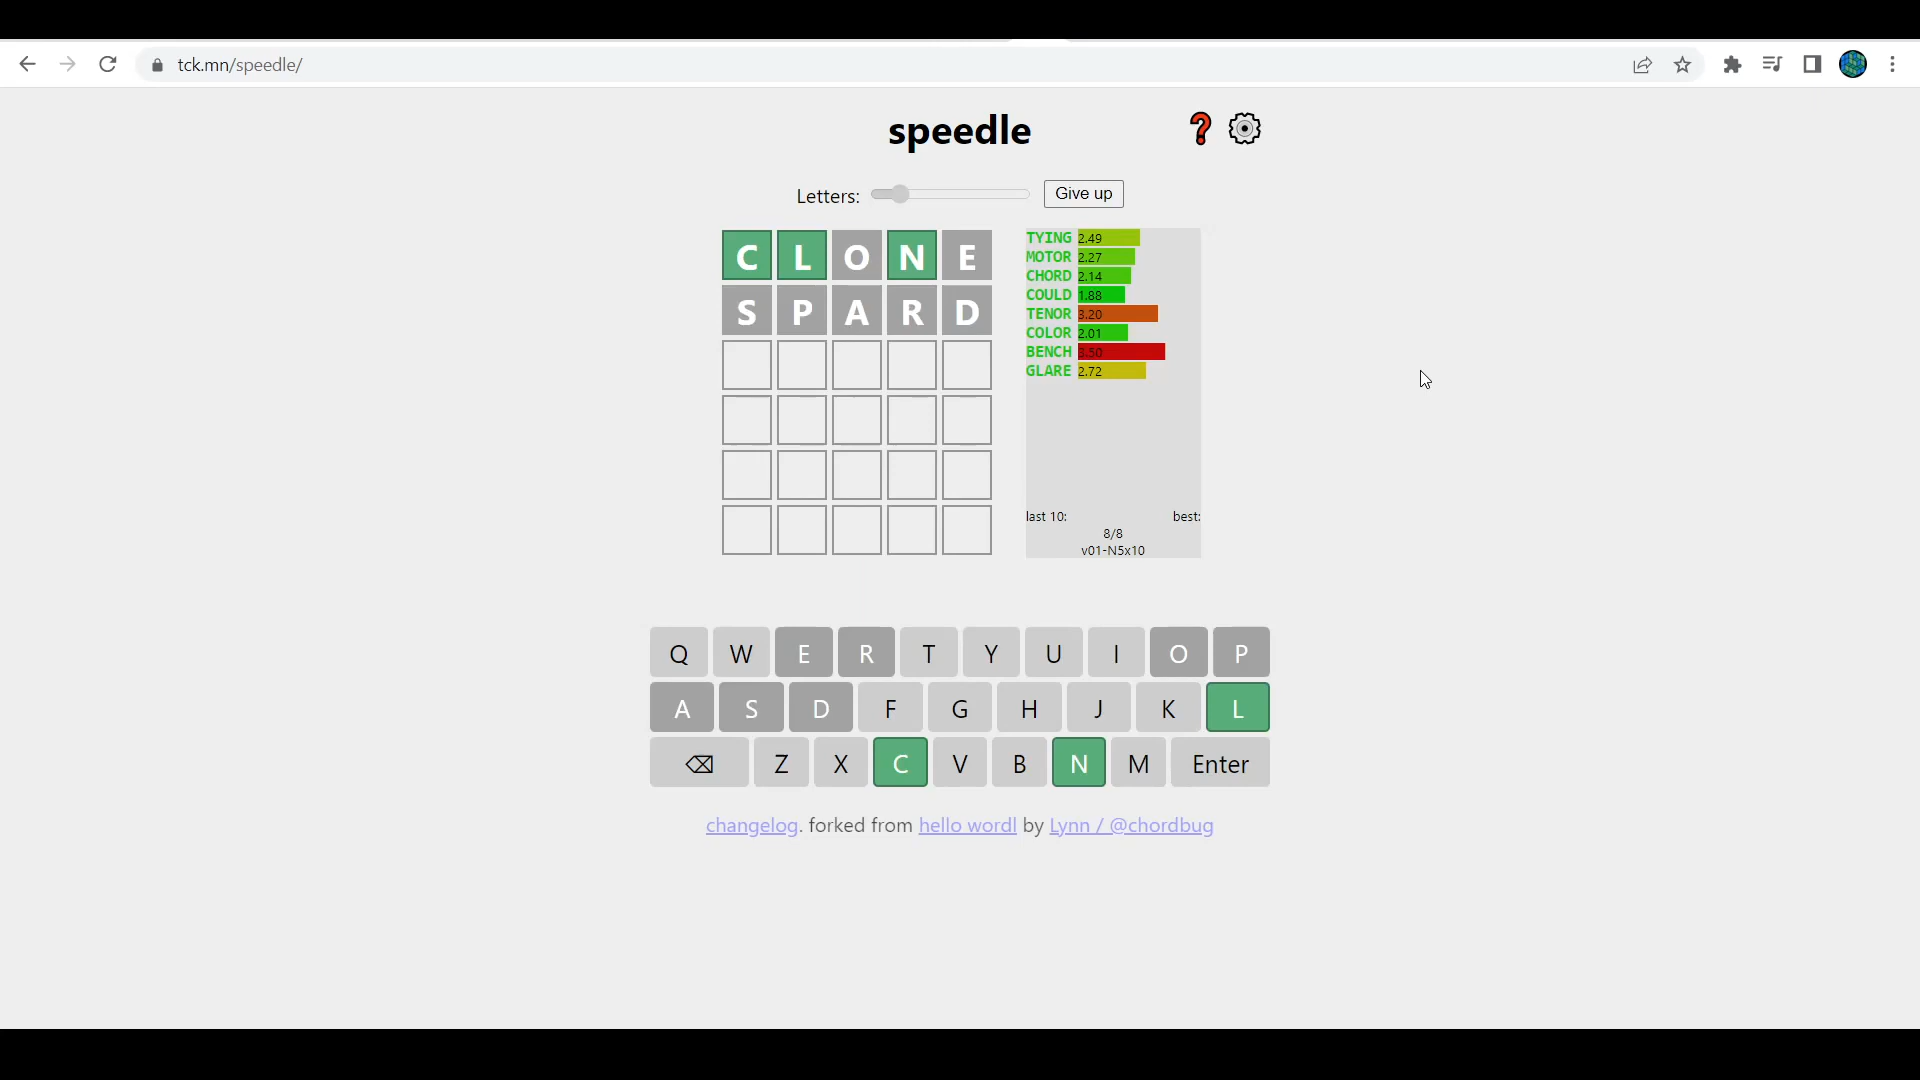 tck.mn/speedle/
speedle
Letters:
Give up
CLONE
SPARD
TYING 2.49
MOTOR 2.27
CHORD 2.14
COULD 1.88
TENOR 3.20
COLOR 2.01
BENCH 3.50
GLARE 2.72
last 10: best:
8/8
v01-N5x10
Q W E R T Y U I O P
A S D F G H J K L
⌫ Z X C V B N M Enter
changelog. forked from hello wordl by Lynn / @chordbug